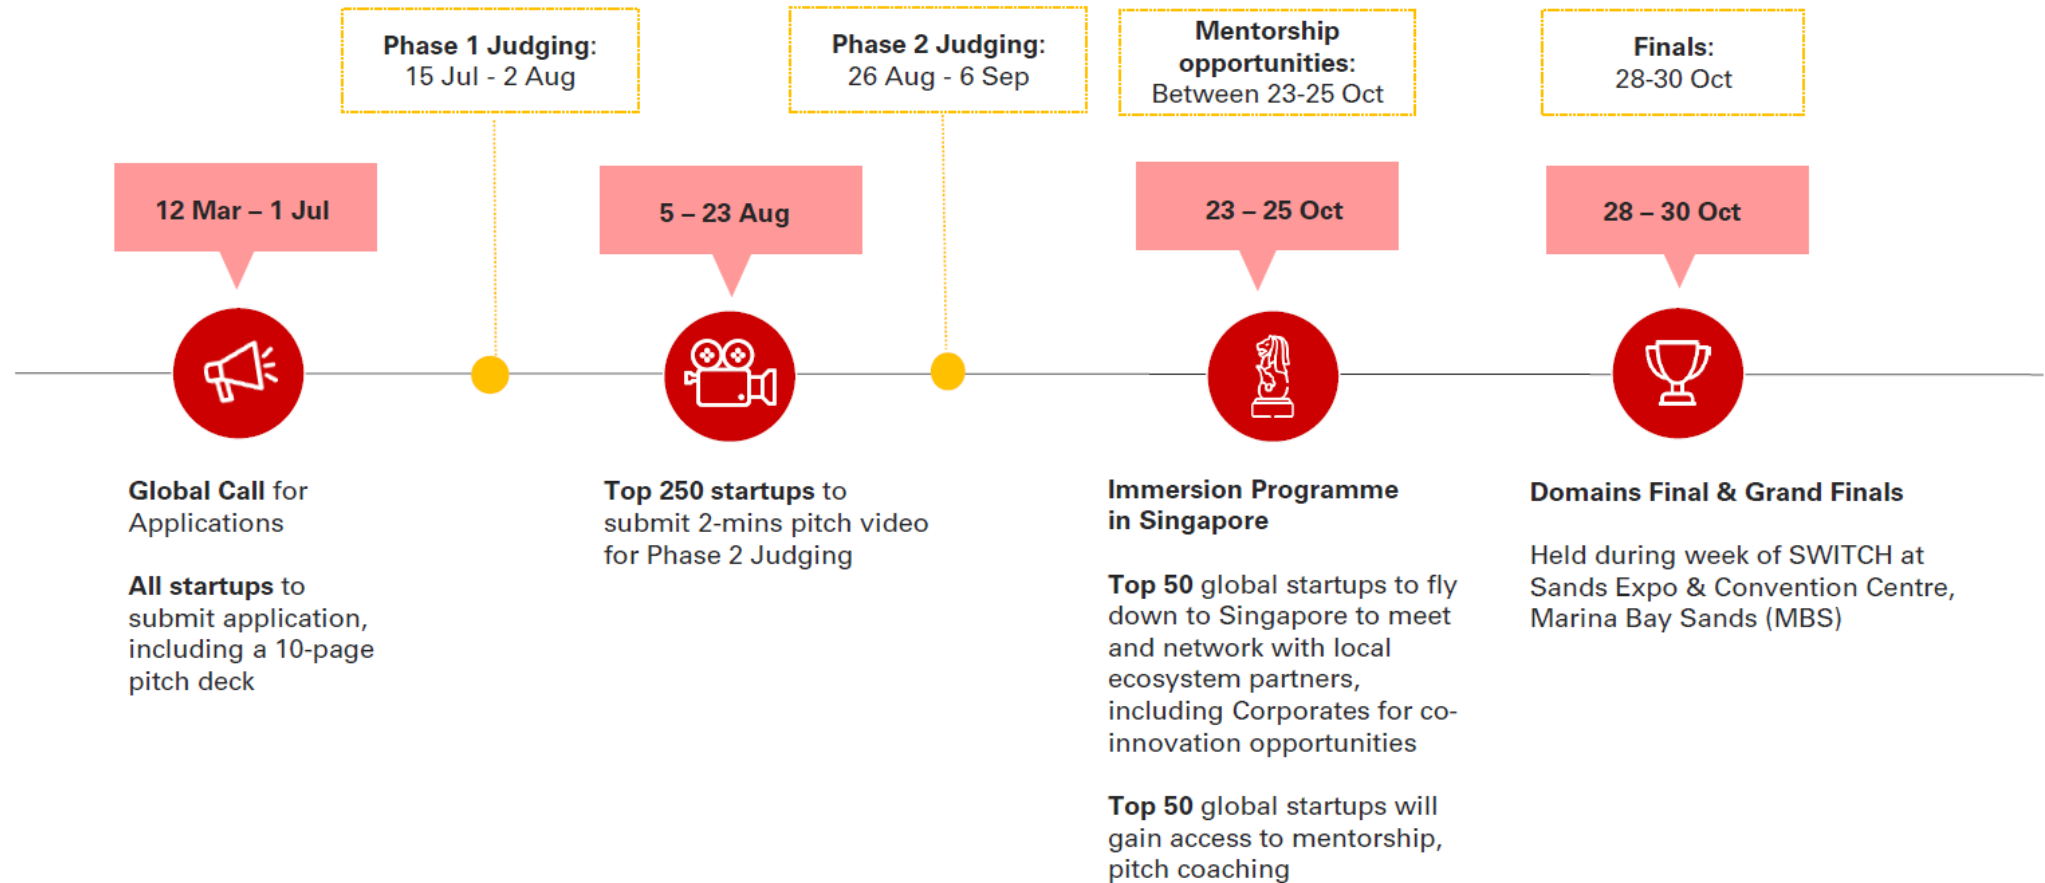 Phase 1 Judging:
15 Jul - 2 Aug
Phase 2 Judging:
26 Aug - 6 Sep
Mentorship
opportunities:
Between 23-25 Oct
Finals:
28-30 Oct
12 Mar – 1 Jul
5 – 23 Aug
23 – 25 Oct
28 – 30 Oct
Global Call for
Applications
All startups to
submit application,
including a 10-page
pitch deck
Top 250 startups to
submit 2-mins pitch video
for Phase 2 Judging
Immersion Programme
in Singapore
Top 50 global startups to fly
down to Singapore to meet
and network with local
ecosystem partners,
including Corporates for co-
innovation opportunities
Top 50 global startups will
gain access to mentorship,
pitch coaching
Domains Final & Grand Finals
Held during week of SWITCH at
Sands Expo & Convention Centre,
Marina Bay Sands (MBS)